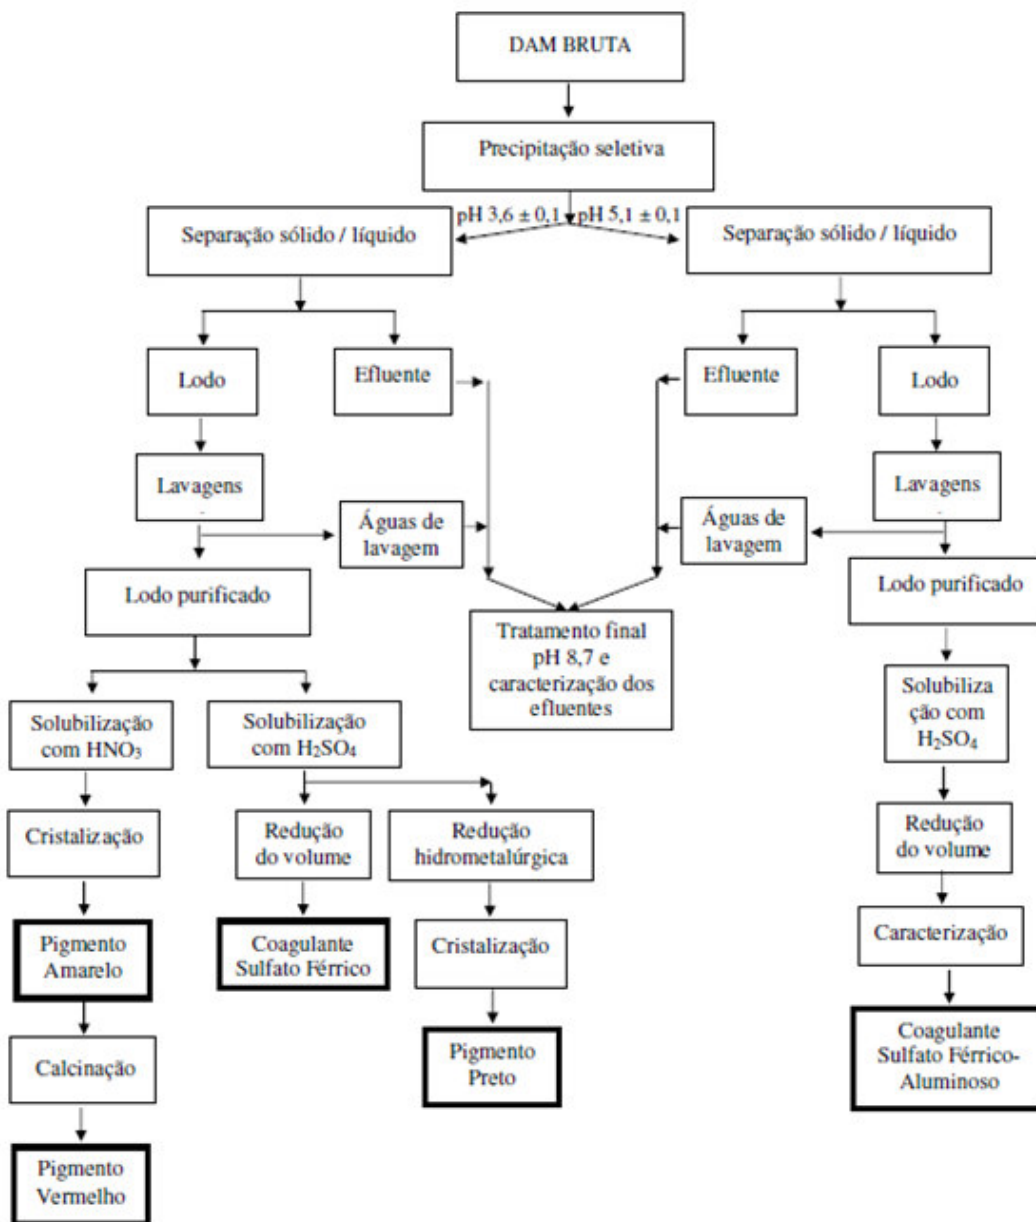 DAM BRUTA
Precipitação seletiva
pH 3,6 ± 0,1
pH 5,1 ± 0,1
Separação sólido / líquido
Separação sólido / líquido
Lodo
Efluente
Efluente
Lodo
Lavagens
Lavagens
Águas de
lavagem
Águas de
lavagem
Lodo purificado
Lodo purificado
Tratamento final
pH 8,7 e
caracterização dos
efluentes
Solubilização
com HNO₃
Solubilização
com H₂SO₄
Solubiliza
ção com
H₂SO₄
Cristalização
Redução
do volume
Redução
hidrometalúrgica
Redução
do volume
Pigmento
Amarelo
Coagulante
Sulfato Férrico
Cristalização
Caracterização
Calcinação
Pigmento
Preto
Coagulante
Sulfato Férrico-
Aluminoso
Pigmento
Vermelho